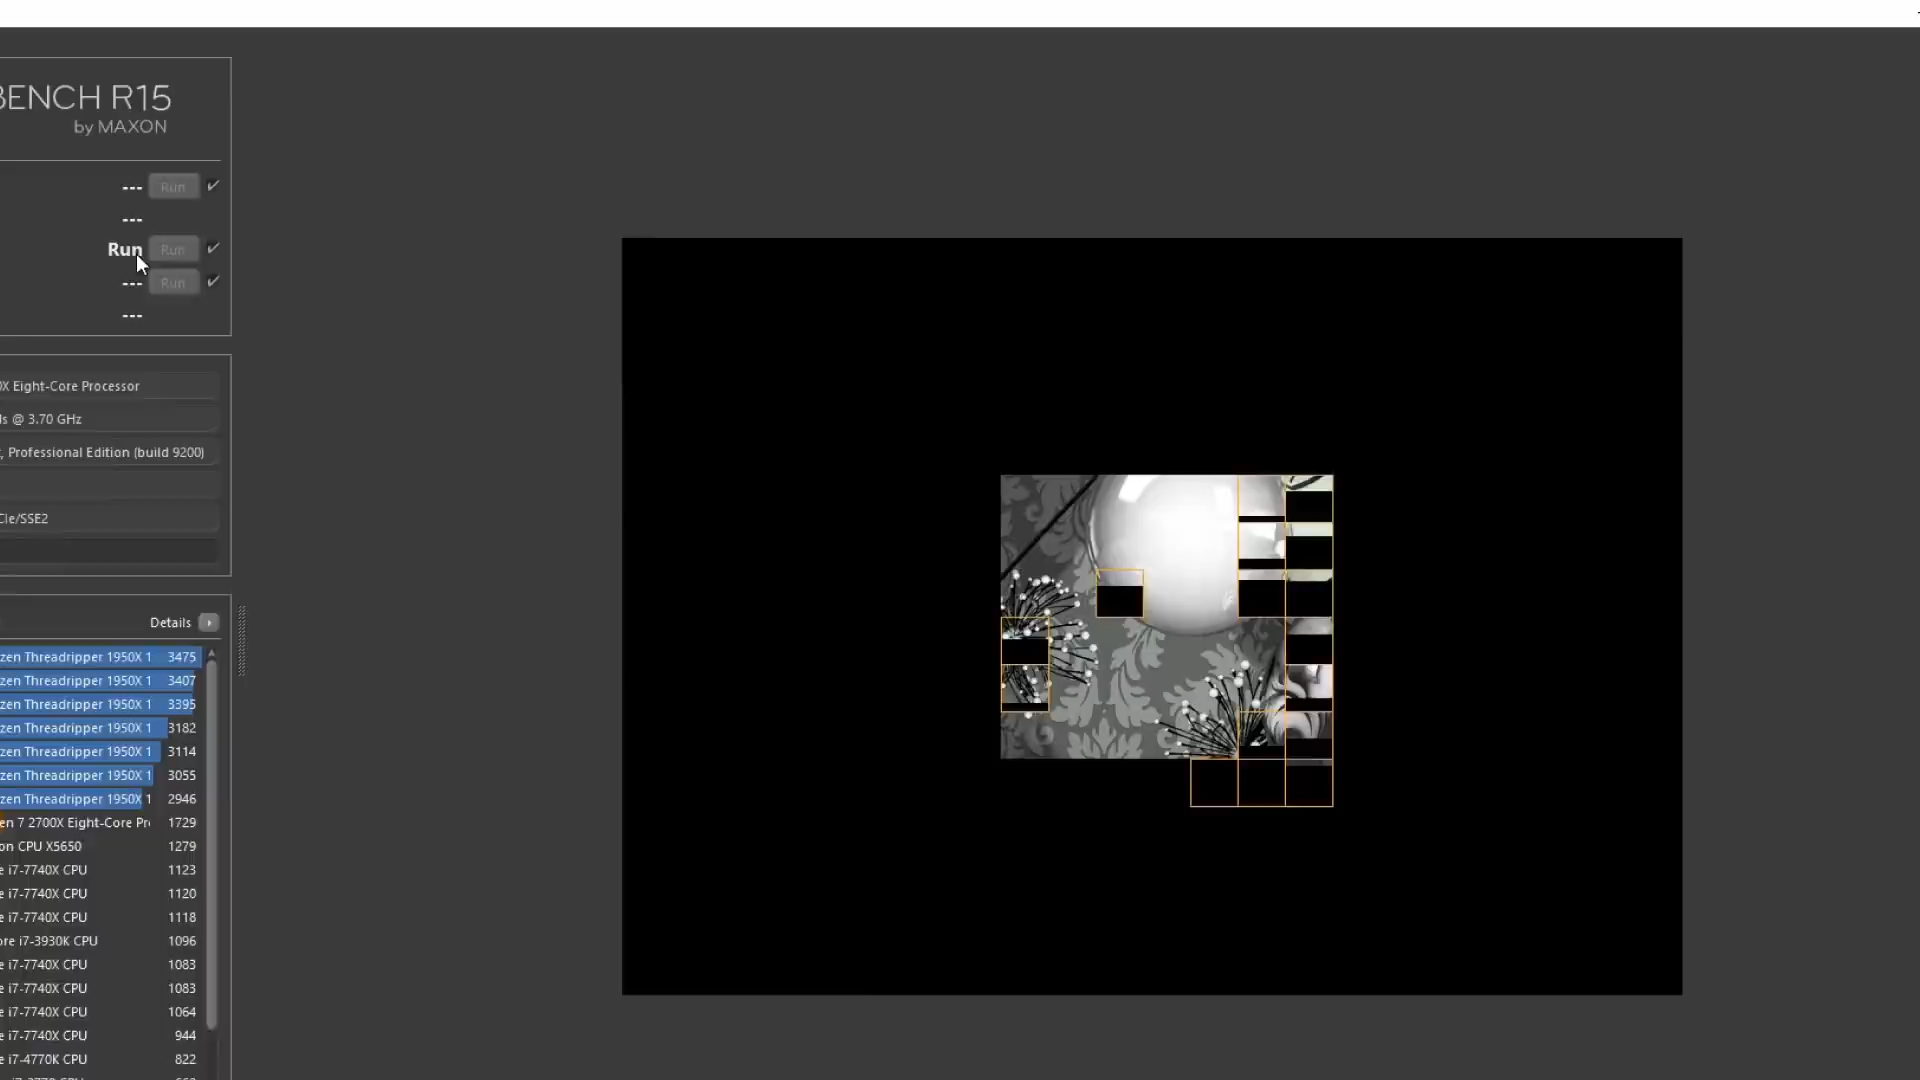 BENCH R15
by MAXON
--- Run
---
Run Run
--- Run
---
0X Eight-Core Processor
ds @ 3.70 GHz
, Professional Edition (build 9200)
CIe/SSE2
Details
zen Threadripper 1950X 1 3475
zen Threadripper 1950X 1 3407
zen Threadripper 1950X 1 3395
zen Threadripper 1950X 1 3182
zen Threadripper 1950X 1 3114
zen Threadripper 1950X 1 3055
zen Threadripper 1950X 1 2946
en 7 2700X Eight-Core Pr 1729
on CPU X5650 1279
e i7-7740X CPU 1123
e i7-7740X CPU 1120
e i7-7740X CPU 1118
ore i7-3930K CPU 1096
e i7-7740X CPU 1083
e i7-7740X CPU 1083
e i7-7740X CPU 1064
e i7-7740X CPU 944
e i7-4770K CPU 822